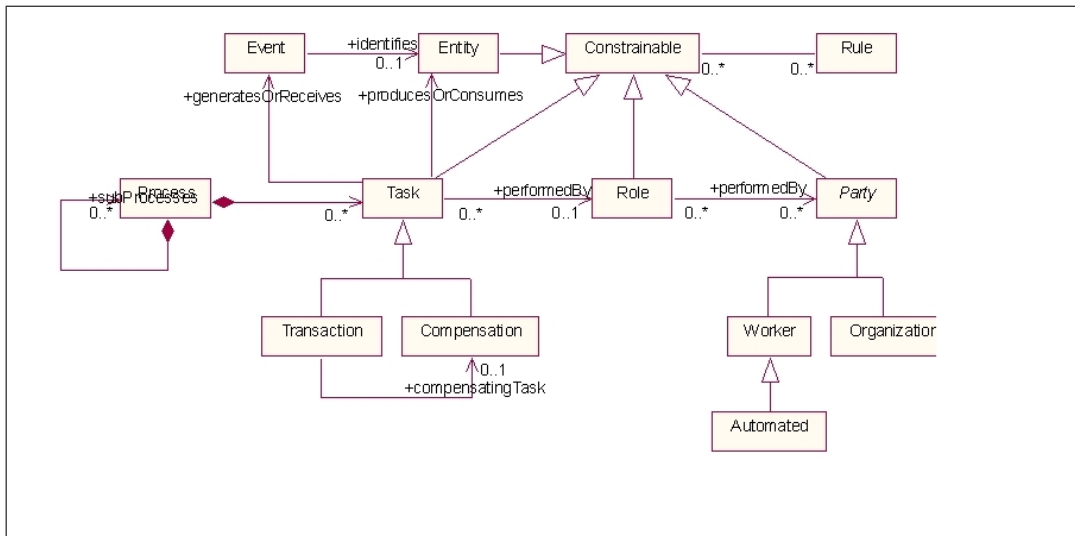 Event
+identifies
0..1
Entity
Constrainable
0..*
0..*
Rule
+generatesOrReceives
+producesOrConsumes
Process
+subProcesses
0..*
0..*
Task
+performedBy
0..*
0..1
Role
+performedBy
0..*
0..*
Party
Transaction
Compensation
0..1
+compensatingTask
Worker
Organization
Automated